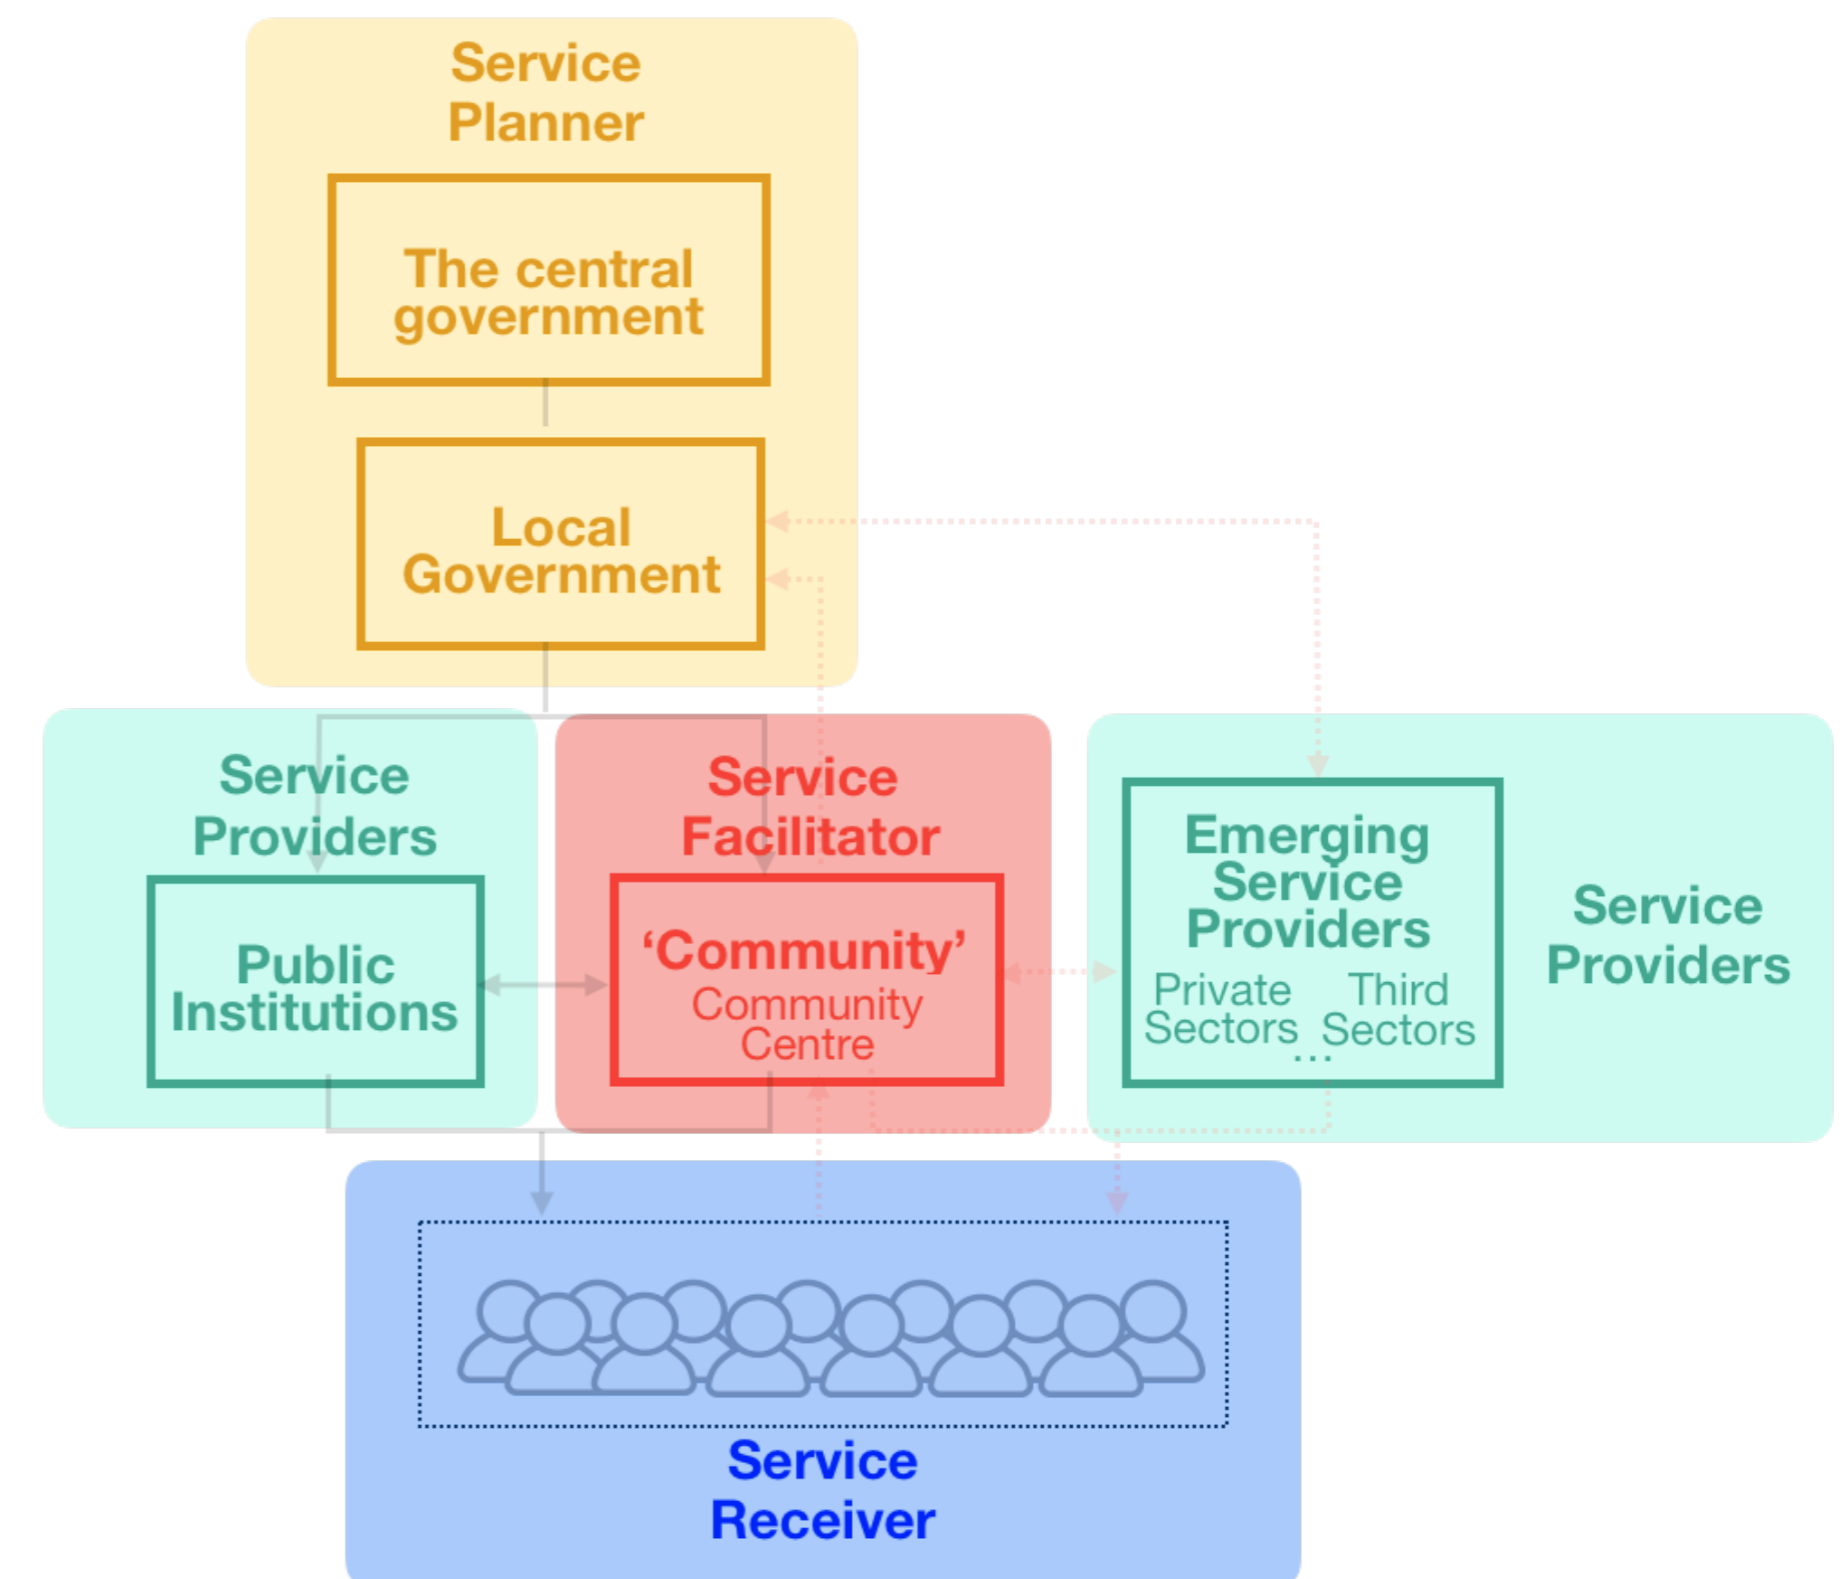 Service
Planner
The central
government
Local
Government
Service
Providers
Public
Institutions
Service
Facilitator
‘Community’
Community
Centre
Emerging
Service
Providers
Private
Sectors
Third
Sectors
...
Service
Providers
Service
Receiver